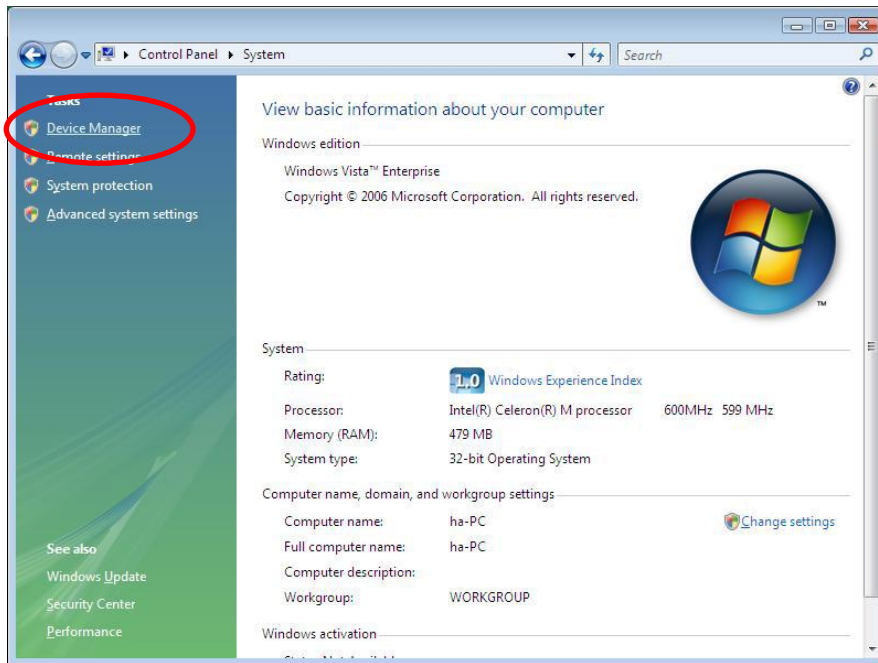 Control Panel ▸ System
Search
Tasks
Device Manager
Remote settings
System protection
Advanced system settings
See also
Windows Update
Security Center
Performance
View basic information about your computer
Windows edition
Windows Vista™ Enterprise
Copyright © 2006 Microsoft Corporation. All rights reserved.
TM
System
Rating: 1.0 Windows Experience Index
Processor: Intel(R) Celeron(R) M processor 600MHz 599 MHz
Memory (RAM): 479 MB
System type: 32-bit Operating System
Computer name, domain, and workgroup settings
Computer name: ha-PC Change settings
Full computer name: ha-PC
Computer description:
Workgroup: WORKGROUP
Windows activation